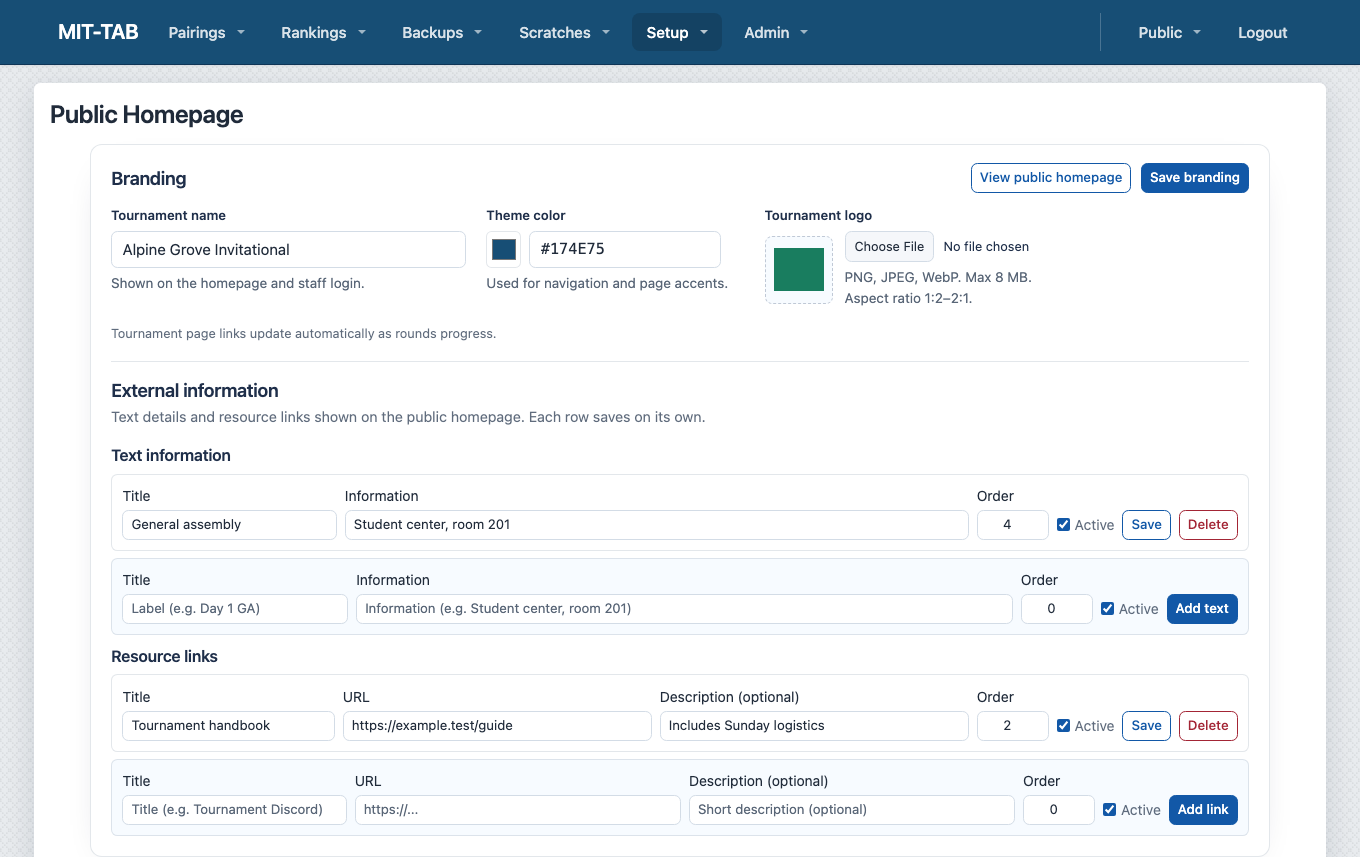 MIT-TAB Pairings Rankings Backups Scratches Setup Admin Public Logout
Public Homepage
Branding View public homepage Save branding
Tournament name Theme color Tournament logo
Alpine Grove Invitational #174E75 Choose File No file chosen
Shown on the homepage and staff login. Used for navigation and page accents. PNG, JPEG, WebP. Max 8 MB.
Aspect ratio 1:2–2:1.
Tournament page links update automatically as rounds progress.
External information
Text details and resource links shown on the public homepage. Each row saves on its own.
Text information
Title Information Order
General assembly Student center, room 201 4 Active Save Delete
Title Information Order
Label (e.g. Day 1 GA) Information (e.g. Student center, room 201) 0 Active Add text
Resource links
Title URL Description (optional) Order
Tournament handbook https://example.test/guide Includes Sunday logistics 2 Active Save Delete
Title URL Description (optional) Order
Title (e.g. Tournament Discord) https://... Short description (optional) 0 Active Add link